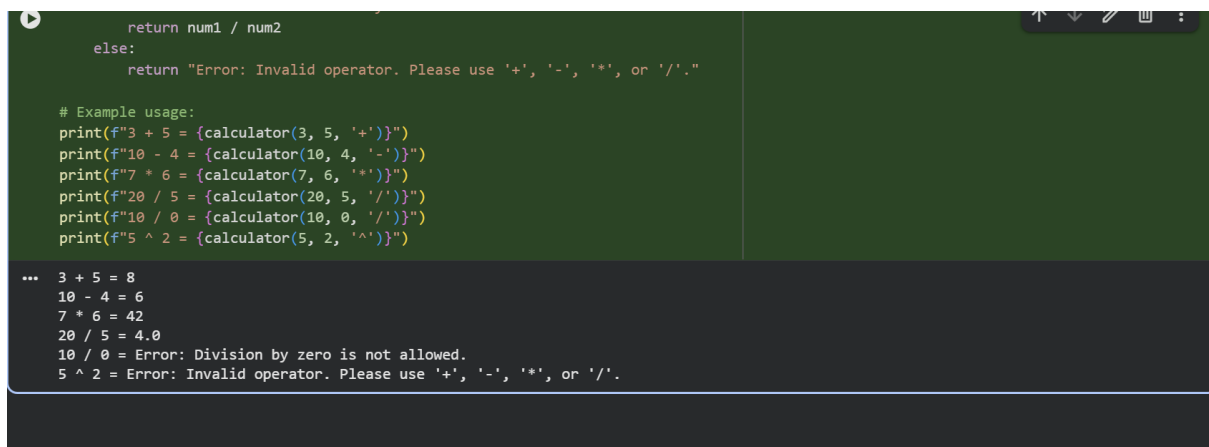 return num1 / num2
else:
return "Error: Invalid operator. Please use '+', '-', '*', or '/'."
# Example usage:
print(f"3 + 5 = {calculator(3, 5, '+')}")
print(f"10 - 4 = {calculator(10, 4, '-')}")
print(f"7 * 6 = {calculator(7, 6, '*')}")
print(f"20 / 5 = {calculator(20, 5, '/')}")
print(f"10 / 0 = {calculator(10, 0, '/')}")
print(f"5 ^ 2 = {calculator(5, 2, '^')}")
3 + 5 = 8
10 - 4 = 6
7 * 6 = 42
20 / 5 = 4.0
10 / 0 = Error: Division by zero is not allowed.
5 ^ 2 = Error: Invalid operator. Please use '+', '-', '*', or '/'.